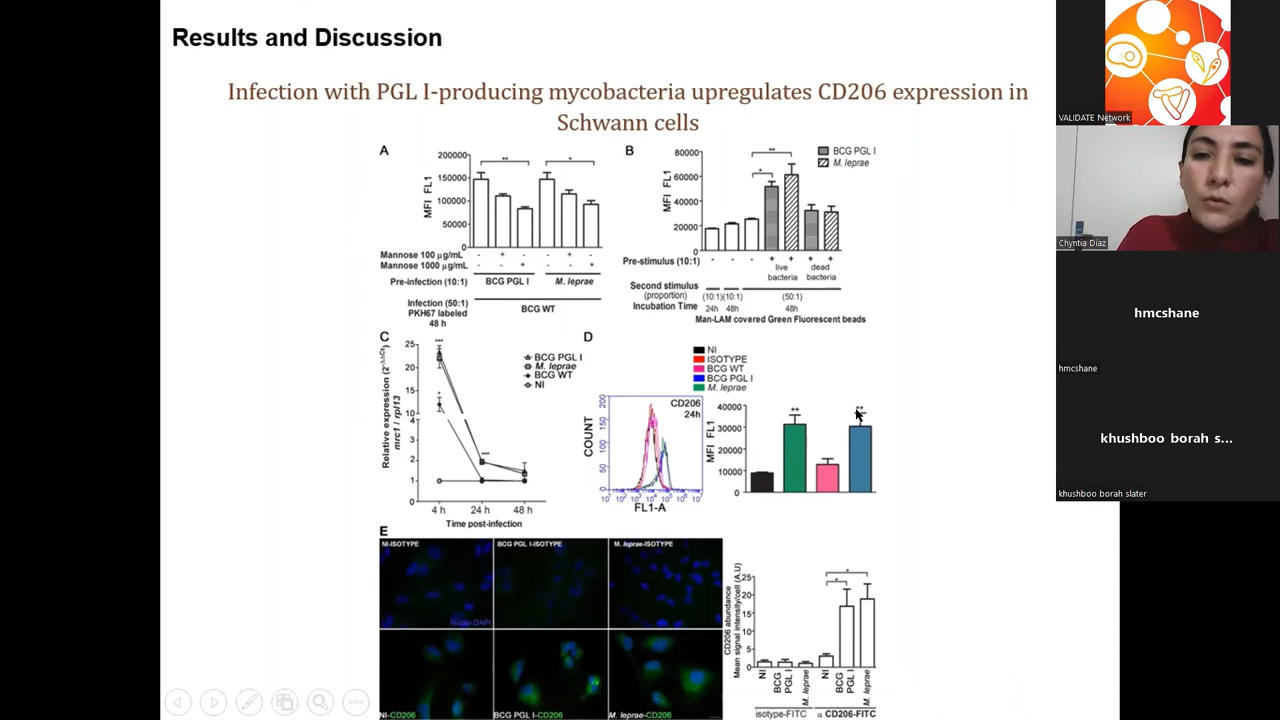 Results and Discussion
Infection with PGL I-producing mycobacteria upregulates CD206 expression in
Schwann cells
A
200000
150000
100000
50000
0
MFI FL1
** *
Mannose 100 µg/mL - + - - + -
Mannose 1000 µg/mL - - + - - +
Pre-infection (10:1) BCG PGL I M. leprae
Infection (50:1)
PKH67 labeled
48 h
BCG WT
B
80000
60000
40000
20000
0
MFI FL1
* **
BCG PGL I
M. leprae
Pre-stimulus (10:1) - - - + + + +
live
bacteria
dead
bacteria
Second stimulus
(proportion) (10:1) (10:1) (50:1)
Incubation Time 24h 48h 48h
Man-LAM covered Green Fluorescent beads
C
Relative expression (2-ΔΔCt)
mrc1 / rpl13
25
20
15
10
4
2
1
0
***
*
***
BCG PGL I
M. leprae
BCG WT
NI
4 h 24 h 48 h
Time post-infection
D
NI
ISOTYPE
BCG WT
BCG PGL I
M. leprae
CD206
24h
COUNT
200
150
100
50
0
FL1-A
MFI FL1
40000
30000
20000
10000
0
** **
E
NI-ISOTYPE BCG PGL I-ISOTYPE M. leprae-ISOTYPE
Nuclei-DAPI
NI-CD206 BCG PGL I-CD206 M. leprae-CD206
CD206 abundance
Mean signal intensity/cell (A.U)
25
20
15
10
5
0
* *
NI BCG PGL I M. leprae NI BCG PGL I M. leprae
isotype-FITC α CD206-FITC
VALIDATE Network
Chyntia Díaz
hmcshane
hmcshane
khushboo borah s...
khushboo borah slater